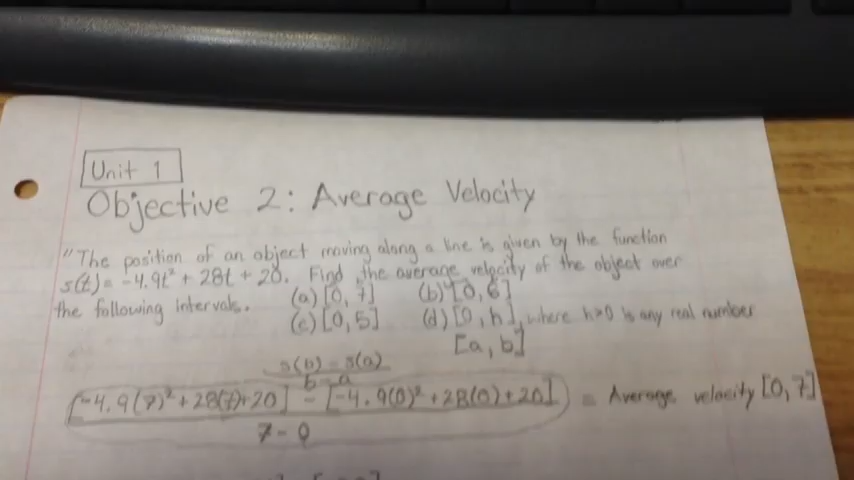 Unit 1
Objective 2: Average Velocity
"The position of an object moving along a line is given by the function
s(t) = -4.9t² + 28t + 20. Find the average velocity of the object over
the following intervals. (a) [0, 7] (b) [0, 6]
(c) [0, 5] (d) [0, h], where h>0 is any real number
[a, b]
s(b) - s(a)
b - a
[-4.9(7)² + 28(7) + 20] - [-4.9(0)² + 28(0) + 20] = Average velocity [0, 7]
7 - 0